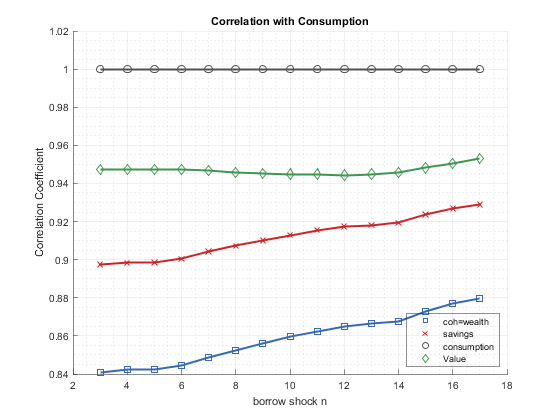 Correlation with Consumption
1.02
1
0.98
0.96
0.94
0.92
0.9
0.88
0.86
0.84
Correlation Coefficient
2
4
6
8
10
12
14
16
18
borrow shock n
coh=wealth
savings
consumption
Value